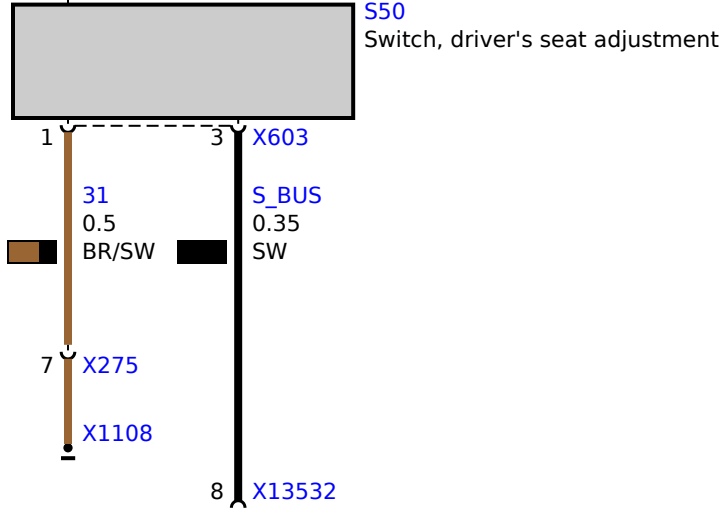 S50
Switch, driver's seat adjustment
1
3 X603
31
0.5
BR/SW
S_BUS
0.35
SW
7 X275
X1108
8 X13532